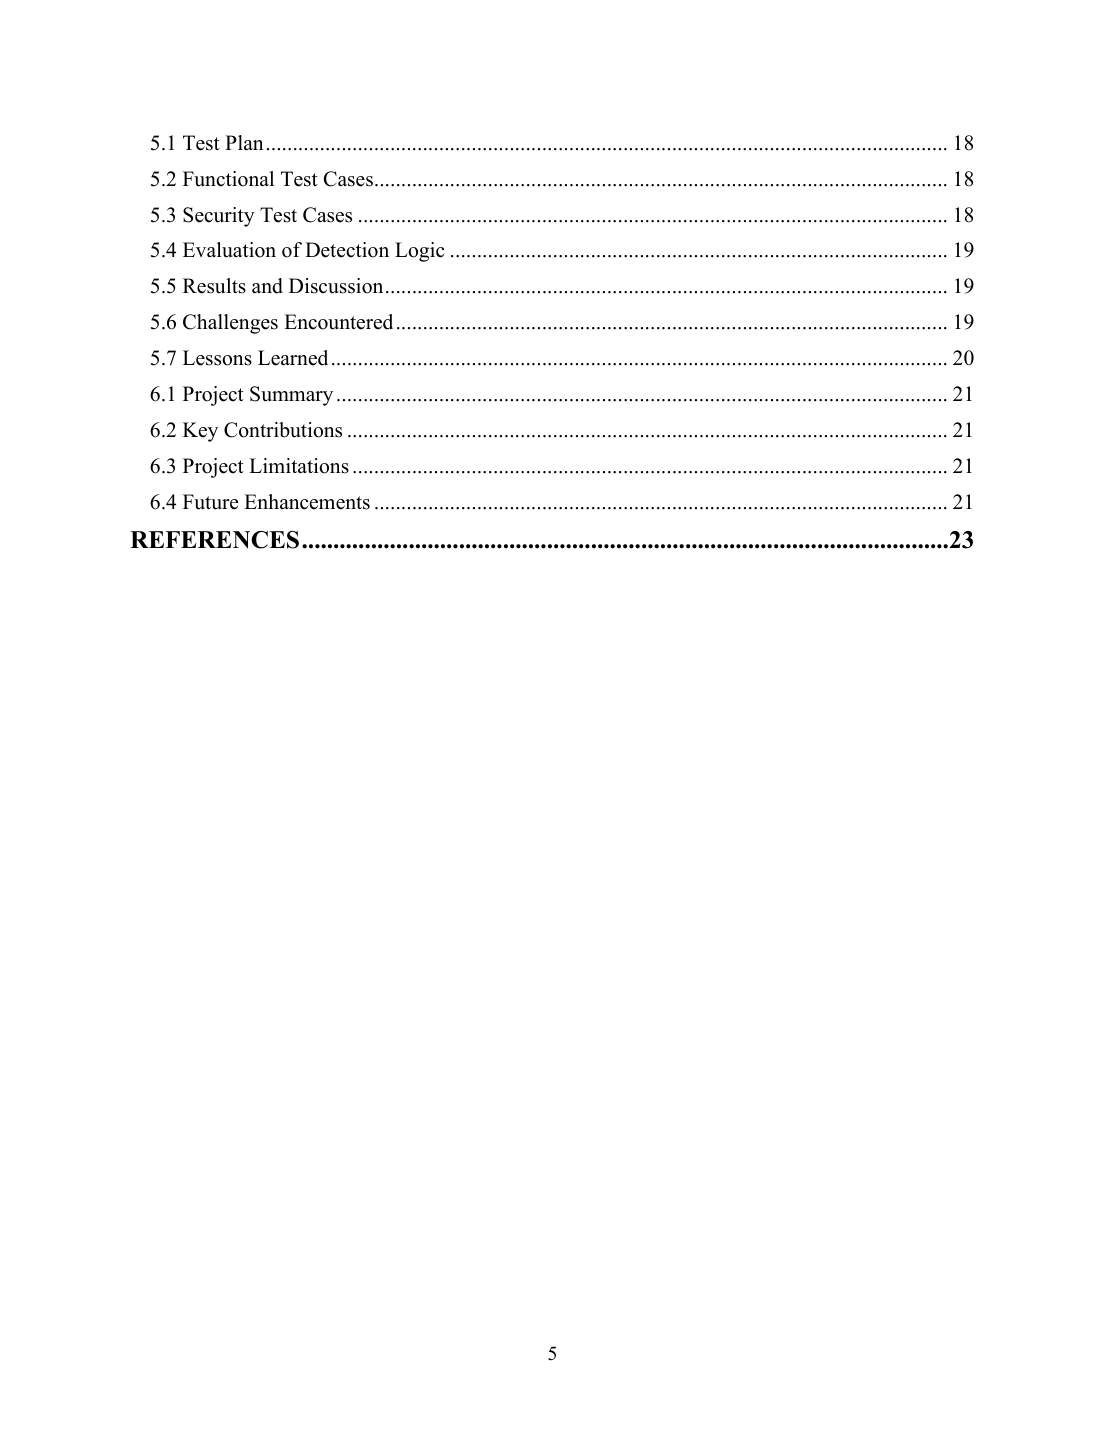 5.1 Test Plan.............................................................................................................................. 18
5.2 Functional Test Cases.......................................................................................................... 18
5.3 Security Test Cases ............................................................................................................. 18
5.4 Evaluation of Detection Logic ............................................................................................ 19
5.5 Results and Discussion........................................................................................................ 19
5.6 Challenges Encountered...................................................................................................... 19
5.7 Lessons Learned.................................................................................................................. 20
6.1 Project Summary................................................................................................................. 21
6.2 Key Contributions ............................................................................................................... 21
6.3 Project Limitations.............................................................................................................. 21
6.4 Future Enhancements .......................................................................................................... 21
REFERENCES.......................................................................................................23
5